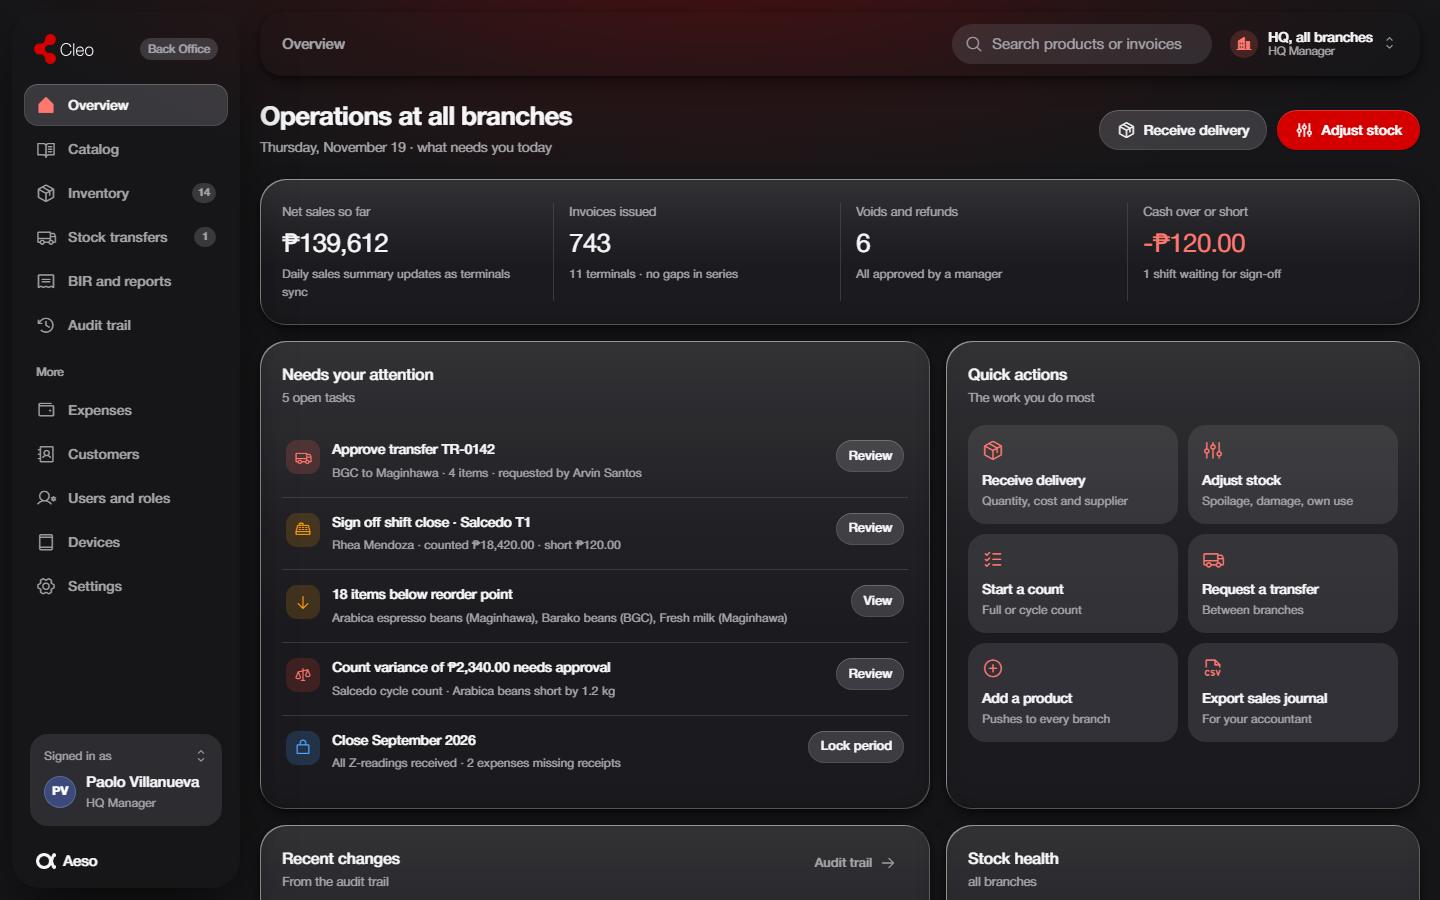 Cleo
Back Office
Overview
Search products or invoices
HQ, all branches
HQ Manager
Overview
Catalog
Inventory
14
Stock transfers
1
BIR and reports
Audit trail
More
Expenses
Customers
Users and roles
Devices
Settings
Signed in as
PV
Paolo Villanueva
HQ Manager
Aeso
Operations at all branches
Thursday, November 19 · what needs you today
Receive delivery
Adjust stock
Net sales so far
₱139,612
Daily sales summary updates as terminals
sync
Invoices issued
743
11 terminals · no gaps in series
Voids and refunds
6
All approved by a manager
Cash over or short
-₱120.00
1 shift waiting for sign-off
Needs your attention
5 open tasks
Approve transfer TR-0142
BGC to Maginhawa · 4 items · requested by Arvin Santos
Review
Sign off shift close · Salcedo T1
Rhea Mendoza · counted ₱18,420.00 · short ₱120.00
Review
18 items below reorder point
Arabica espresso beans (Maginhawa), Barako beans (BGC), Fresh milk (Maginhawa)
View
Count variance of ₱2,340.00 needs approval
Salcedo cycle count · Arabica beans short by 1.2 kg
Review
Close September 2026
All Z-readings received · 2 expenses missing receipts
Lock period
Quick actions
The work you do most
Receive delivery
Quantity, cost and supplier
Adjust stock
Spoilage, damage, own use
Start a count
Full or cycle count
Request a transfer
Between branches
Add a product
Pushes to every branch
CSV
Export sales journal
For your accountant
Recent changes
From the audit trail
Audit trail
Stock health
all branches